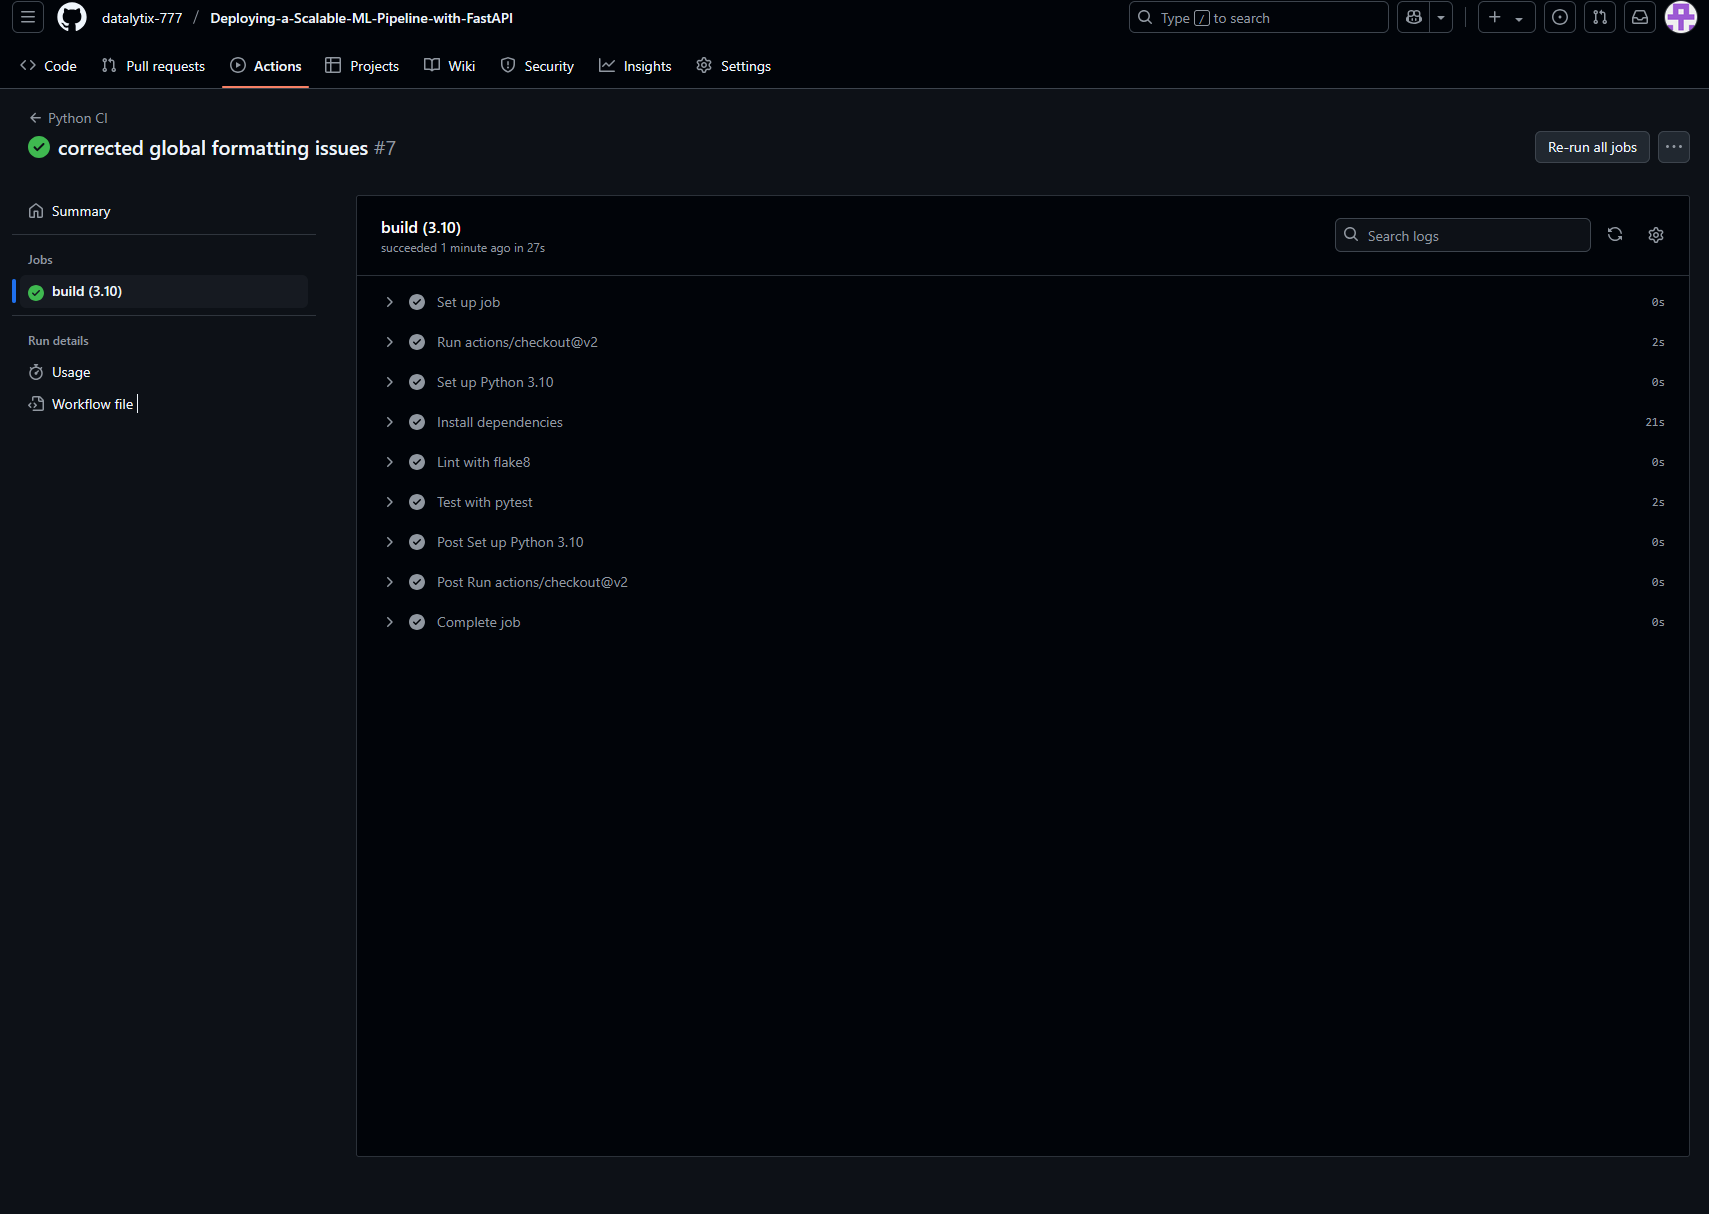 datalytix-777 / Deploying-a-Scalable-ML-Pipeline-with-FastAPI
Type / to search
Code
Pull requests
Actions
Projects
Wiki
Security
Insights
Settings
Python CI
corrected global formatting issues #7
Re-run all jobs
Summary
Jobs
build (3.10)
Run details
Usage
Workflow file
build (3.10)
succeeded 1 minute ago in 27s
Search logs
Set up job 0s
Run actions/checkout@v2 2s
Set up Python 3.10 0s
Install dependencies 21s
Lint with flake8 0s
Test with pytest 2s
Post Set up Python 3.10 0s
Post Run actions/checkout@v2 0s
Complete job 0s